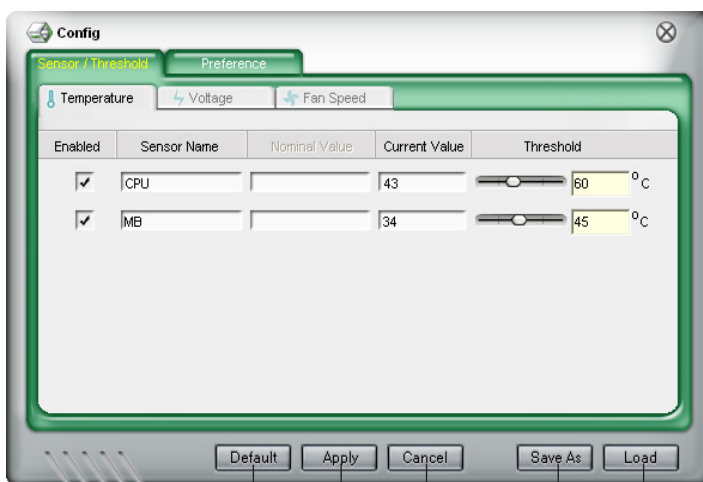 Config
Sensor / Threshold Preference
Temperature Voltage Fan Speed
Enabled Sensor Name Nominal Value Current Value Threshold
CPU 43 60 °C
MB 34 45 °C
Default Apply Cancel Save As Load